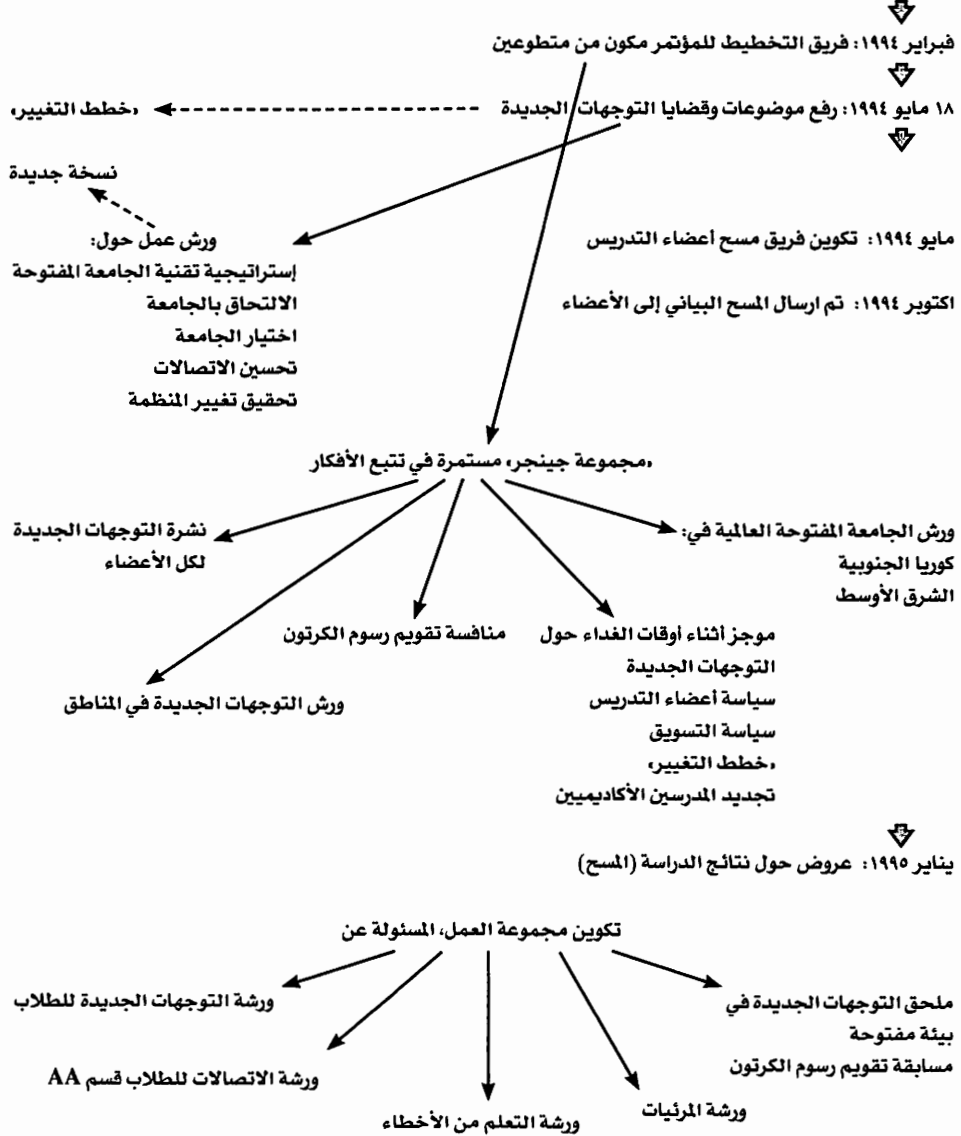 فبراير ١٩٩٤: فريق التخطيط للمؤتمر مكون من متطوعين
١٨ مايو ١٩٩٤: رفع موضوعات وقضايا التوجهات الجديدة
«خطط التغيير»
نسخة جديدة
ورش عمل حول:
إستراتيجية تقنية الجامعة المفتوحة
الالتحاق بالجامعة
اختيار الجامعة
تحسين الاتصالات
تحقيق تغيير المنظمة
مايو ١٩٩٤: تكوين فريق مسح أعضاء التدريس
اكتوبر ١٩٩٤: تم ارسال المسح البياني إلى الأعضاء
«مجموعة جينجر» مستمرة في تتبع الأفكار
ورش الجامعة المفتوحة العالمية في:
كوريا الجنوبية
الشرق الأوسط
نشرة التوجهات الجديدة
لكل الأعضاء
موجز أثناء أوقات الغداء حول
التوجهات الجديدة
سياسة أعضاء التدريس
سياسة التسويق
«خطط التغيير»
تجديد المدرسين الأكاديميين
منافسة تقويم رسوم الكرتون
ورش التوجهات الجديدة في المناطق
يناير ١٩٩٥: عروض حول نتائج الدراسة (المسح)
تكوين مجموعة العمل، المسئولة عن
ملحق التوجهات الجديدة في
بيئة مفتوحة
مسابقة تقويم رسوم الكرتون
ورشة المرئيات
ورشة التعلم من الأخطاء
ورشة الاتصالات للطلاب قسم AA
ورشة التوجهات الجديدة للطلاب